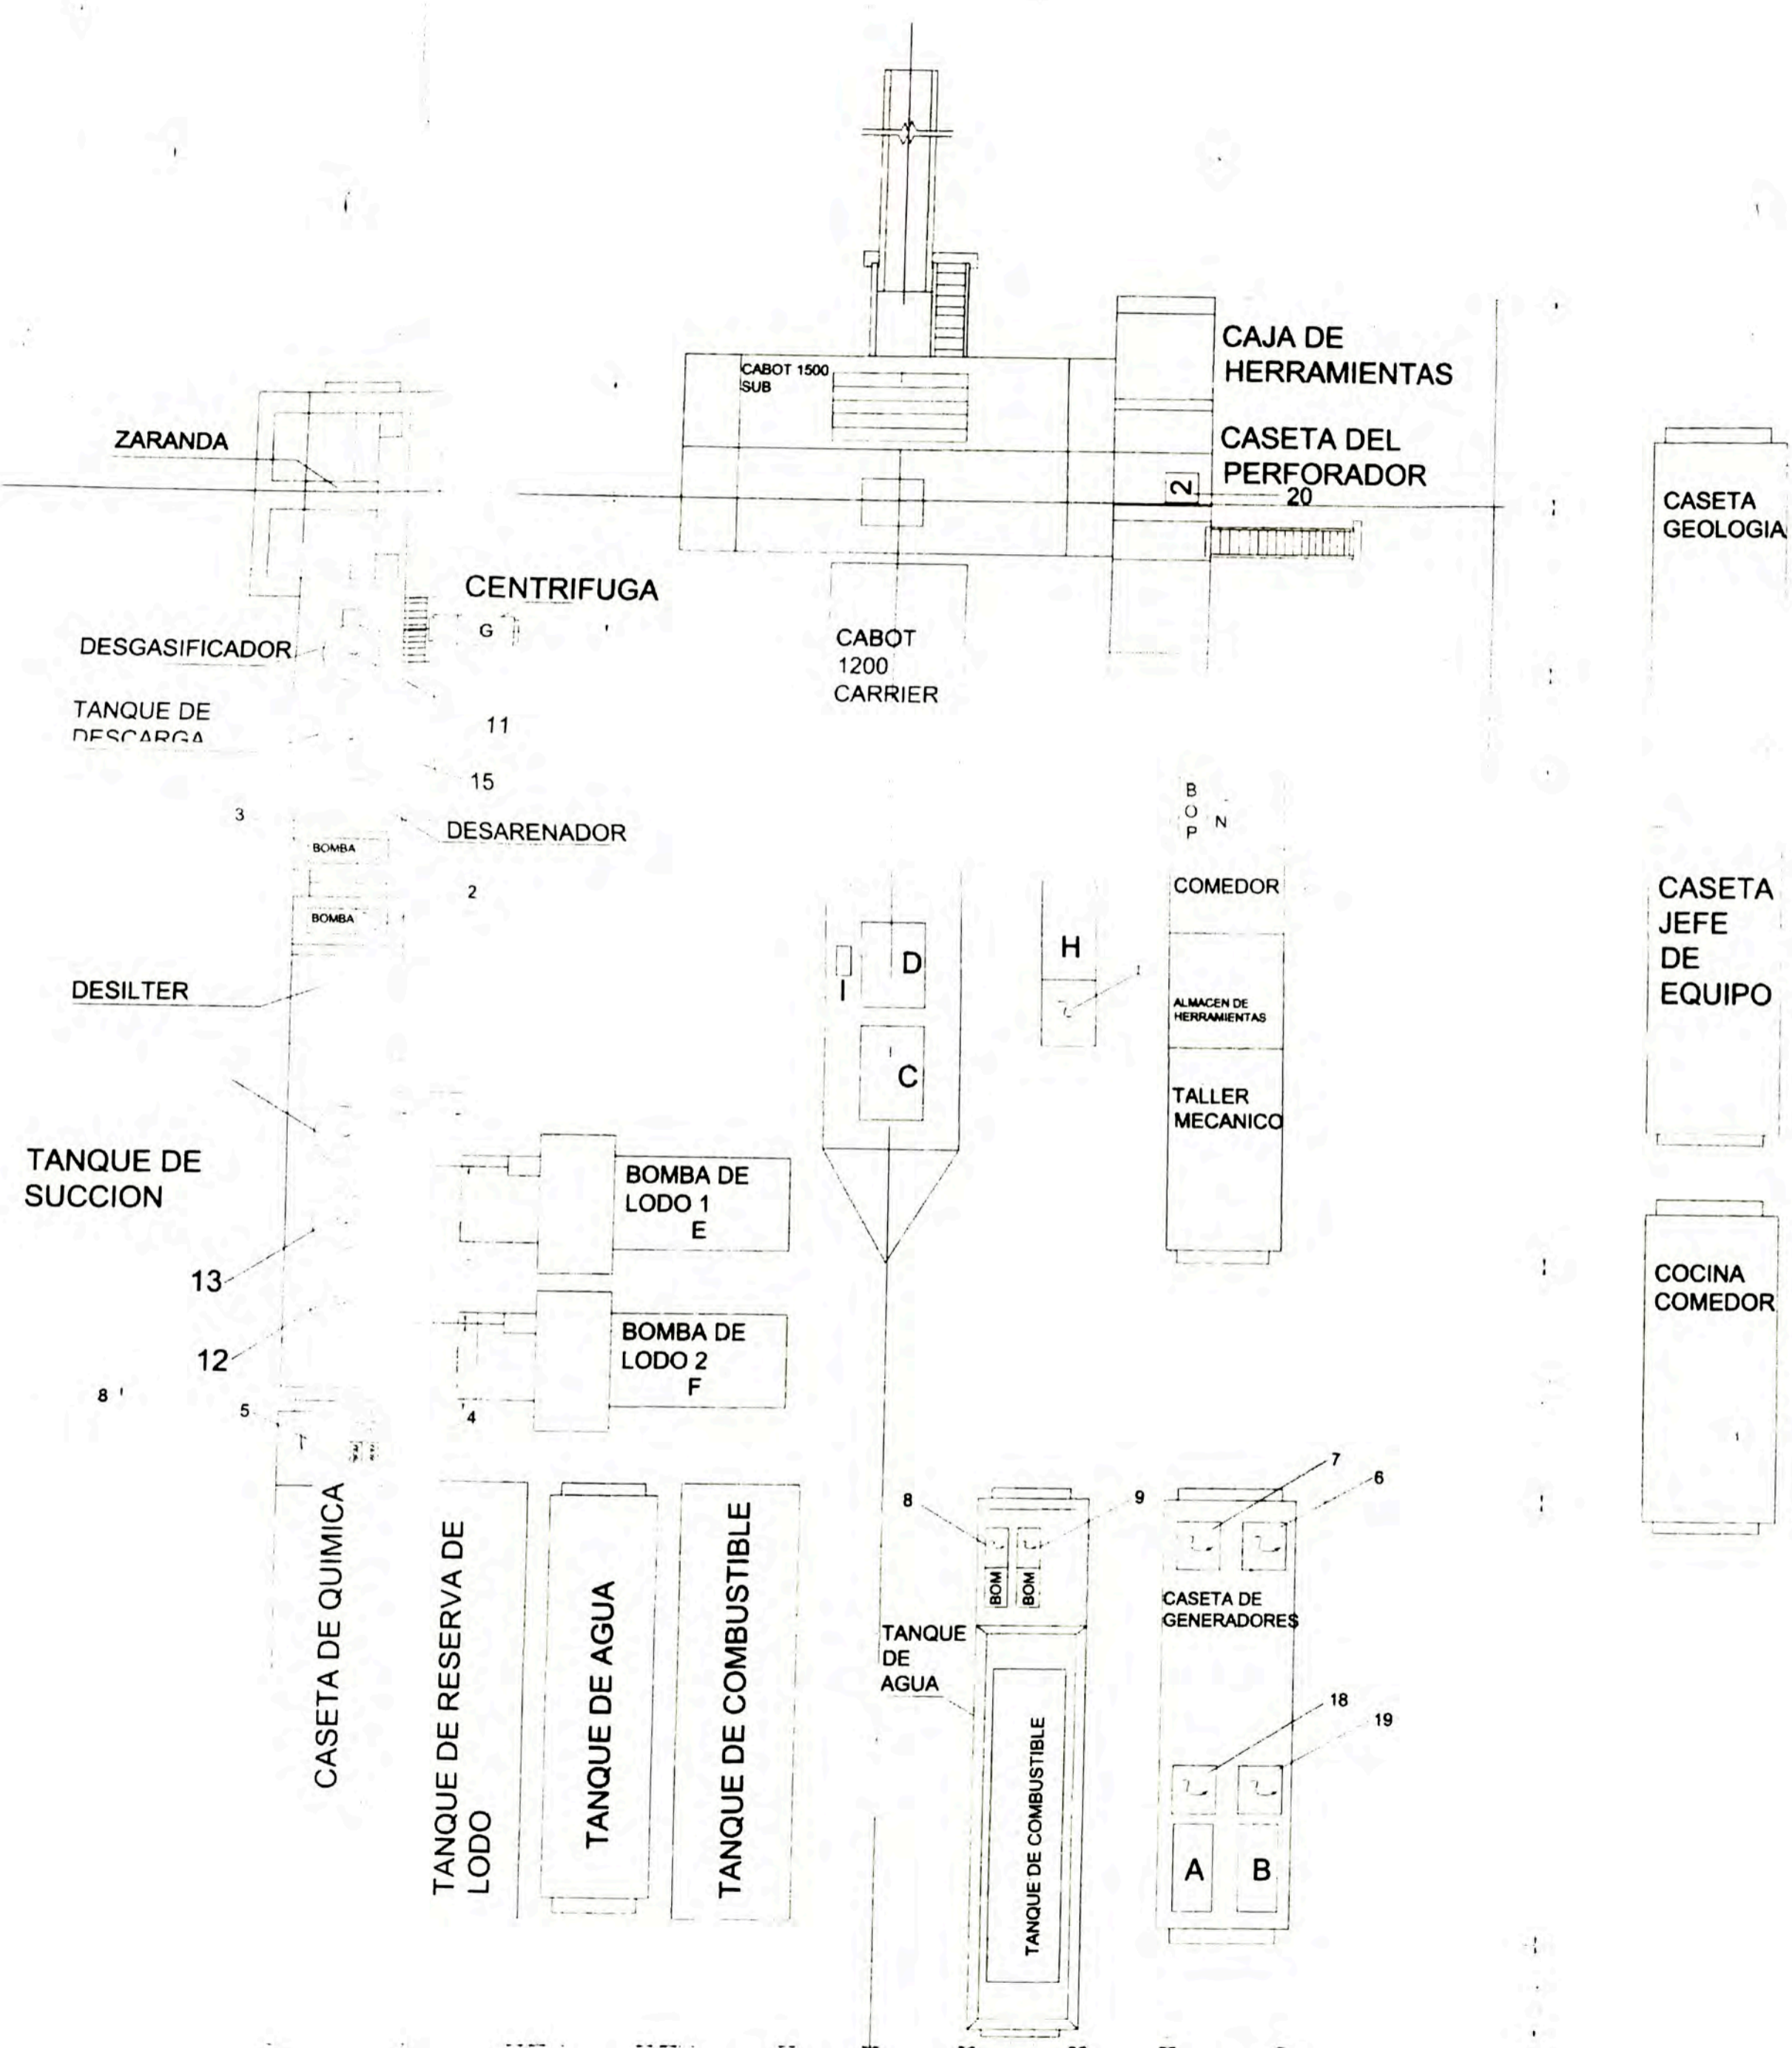 CABOT 1500
SUB
CAJA DE
HERRAMIENTAS
ZARANDA
CASETA DEL
PERFORADOR
2
20
CASETA
GEOLOGIA
CENTRIFUGA
G
DESGASIFICADOR
CABOT
1200
CARRIER
TANQUE DE
DESCARGA
11
15
3
DESARENADOR
BOMBA
2
BOMBA
B
O
P
N
COMEDOR
CASETA
JEFE
DE
EQUIPO
D
I
C
H
ALMACEN DE
HERRAMIENTAS
TALLER
MECANICO
DESILTER
TANQUE DE
SUCCION
BOMBA DE
LODO 1
E
13
12
BOMBA DE
LODO 2
F
COCINA
COMEDOR
8
5
4
7
6
8
9
BOM
BOM
CASETA DE
GENERADORES
CASETA DE QUIMICA
TANQUE DE RESERVA DE
LODO
TANQUE DE AGUA
TANQUE DE COMBUSTIBLE
TANQUE
DE
AGUA
TANQUE DE COMBUSTIBLE
18
19
A
B